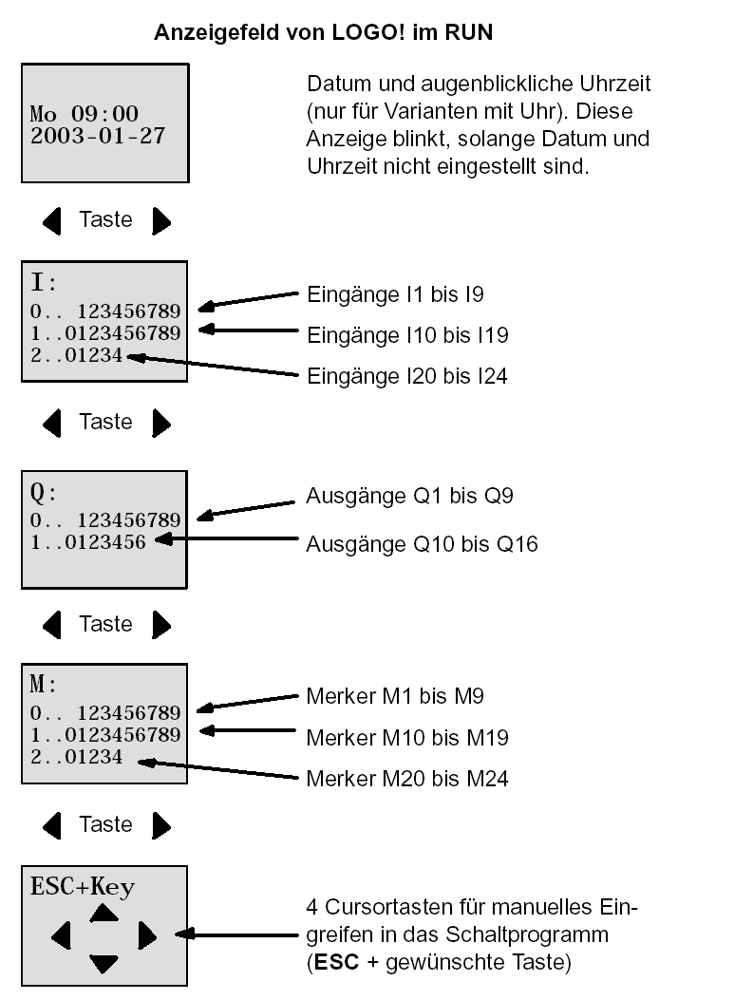 Anzeigefeld von LOGO! im RUN
Mo 09:00
2003-01-27
Datum und augenblickliche Uhrzeit
(nur für Varianten mit Uhr). Diese
Anzeige blinkt, solange Datum und
Uhrzeit nicht eingestellt sind.
Taste
I:
0.. 123456789
1..0123456789
2..01234
Eingänge I1 bis I9
Eingänge I10 bis I19
Eingänge I20 bis I24
Taste
Q:
0.. 123456789
1..0123456
Ausgänge Q1 bis Q9
Ausgänge Q10 bis Q16
Taste
M:
0.. 123456789
1..0123456789
2..01234
Merker M1 bis M9
Merker M10 bis M19
Merker M20 bis M24
Taste
ESC+Key
4 Cursortasten für manuelles Ein-
greifen in das Schaltprogramm
(ESC + gewünschte Taste)